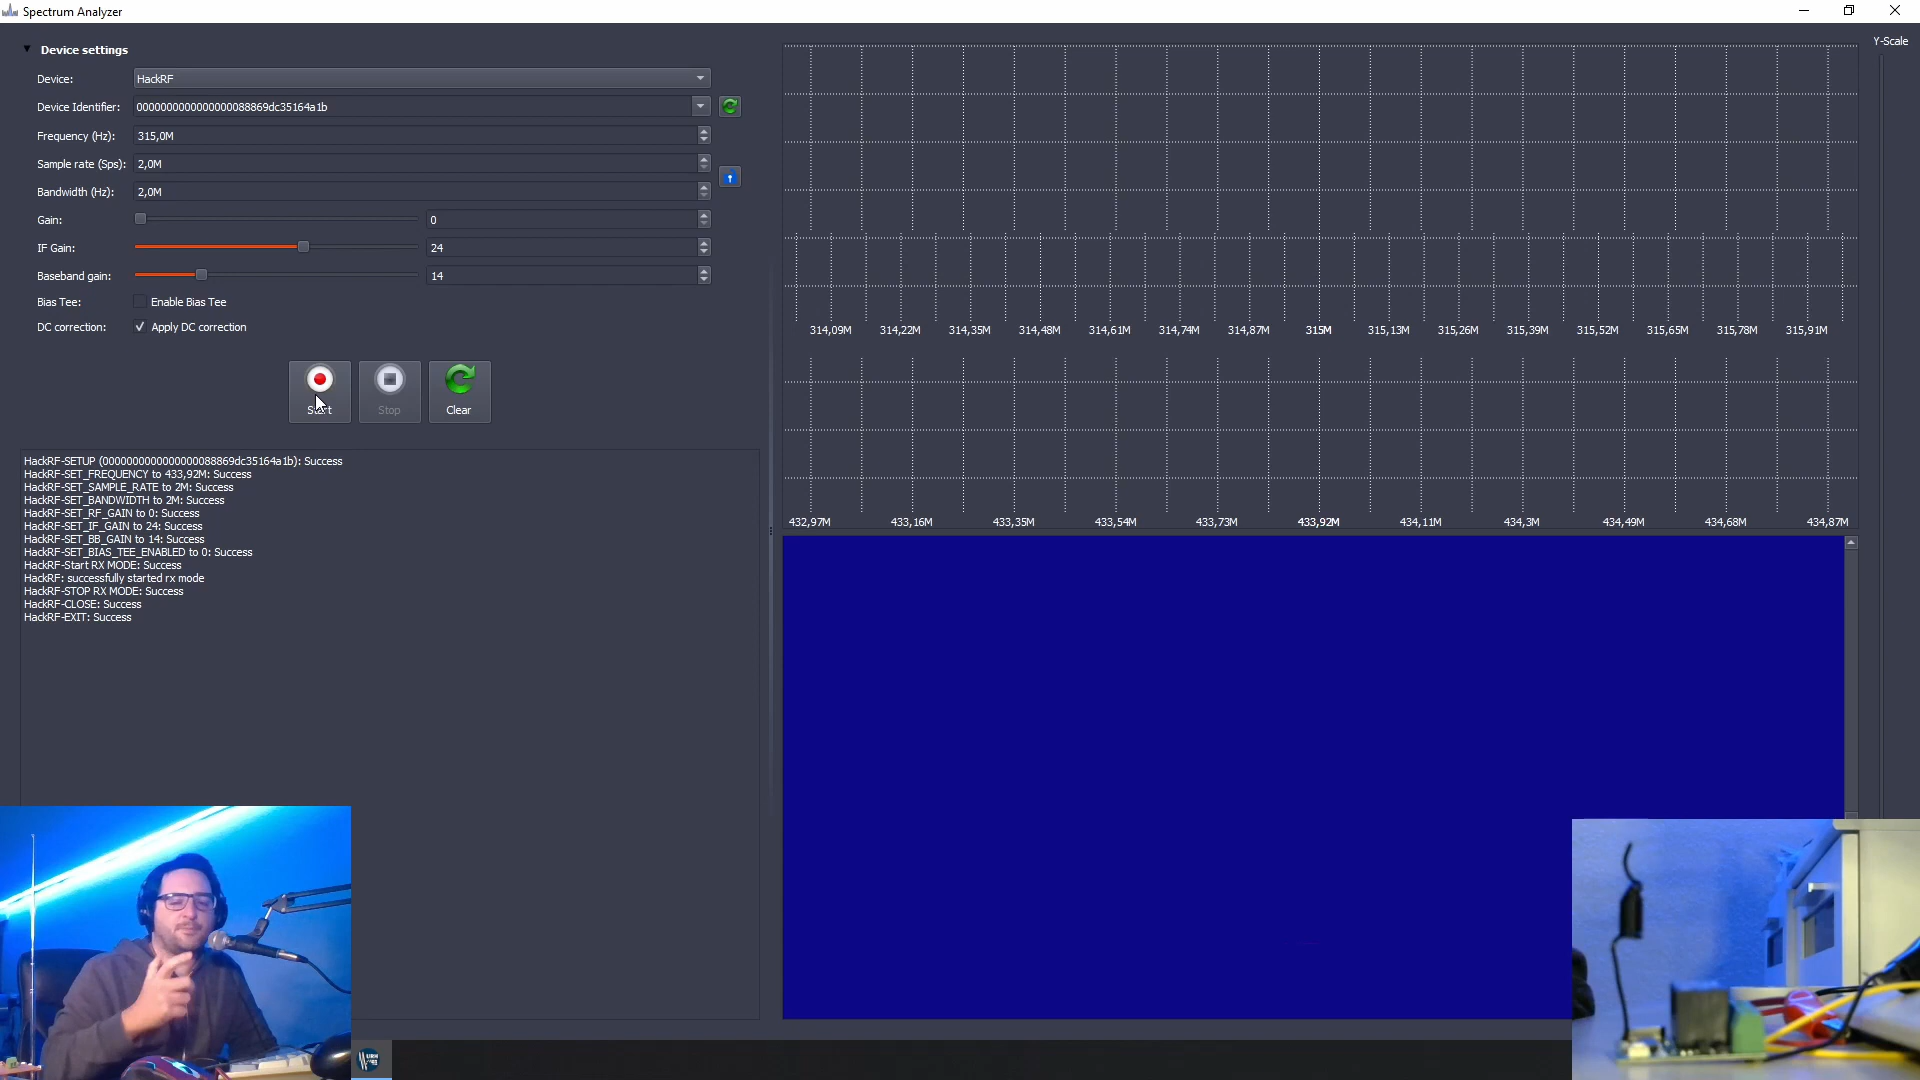 Spectrum Analyzer
Device settings
Device: HackRF
Device Identifier: 0000000000000000088869dc35164a1b
Frequency (Hz): 315,0M
Sample rate (Sps): 2,0M
Bandwidth (Hz): 2,0M
Gain: 0
IF Gain: 24
Baseband gain: 14
Bias Tee: Enable Bias Tee
DC correction: Apply DC correction
Start Stop Clear
HackRF-SETUP (0000000000000000088869dc35164a1b): Success
HackRF-SET_FREQUENCY to 433,92M: Success
HackRF-SET_SAMPLE_RATE to 2M: Success
HackRF-SET_BANDWIDTH to 2M: Success
HackRF-SET_RF_GAIN to 0: Success
HackRF-SET_IF_GAIN to 24: Success
HackRF-SET_BB_GAIN to 14: Success
HackRF-SET_BIAS_TEE_ENABLED to 0: Success
HackRF-Start RX MODE: Success
HackRF: successfully started rx mode
HackRF-STOP RX MODE: Success
HackRF-CLOSE: Success
HackRF-EXIT: Success
Y-Scale
314,09M 314,22M 314,35M 314,48M 314,61M 314,74M 314,87M 315M 315,13M 315,26M 315,39M 315,52M 315,65M 315,78M 315,91M
432,97M 433,16M 433,35M 433,54M 433,73M 433,92M 434,11M 434,3M 434,49M 434,68M 434,87M